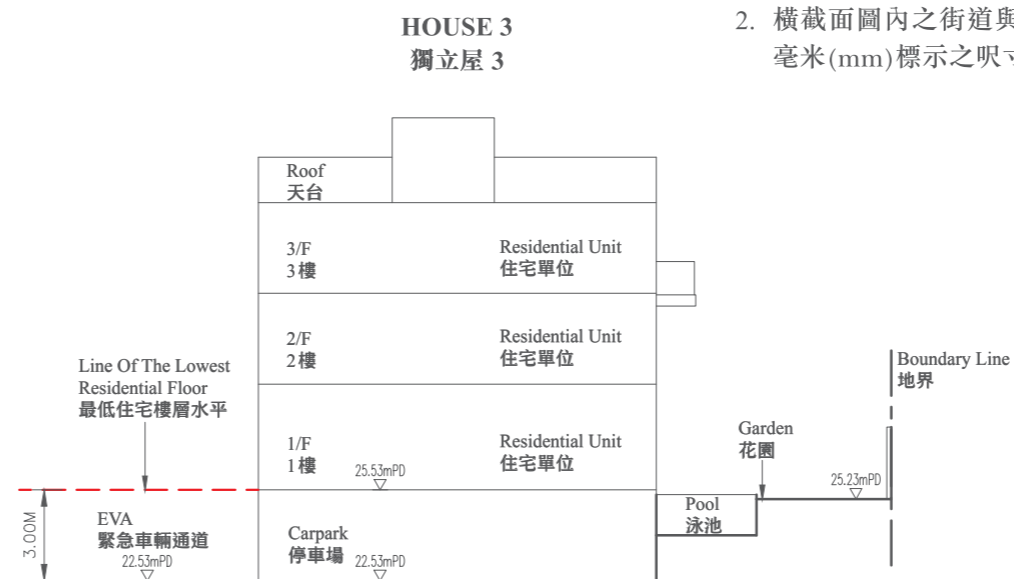 HOUSE 3
獨立屋 3
2. 橫截面圖內之街道與
毫米(mm)標示之呎寸
Roof
天台
3/F
3樓
Residential Unit
住宅單位
2/F
2樓
Residential Unit
住宅單位
Line Of The Lowest
Residential Floor
最低住宅樓層水平
Boundary Line
地界
1/F
1樓
25.53mPD
Residential Unit
住宅單位
Garden
花園
25.23mPD
3.00M
EVA
緊急車輛通道
22.53mPD
Carpark
停車場
22.53mPD
Pool
泳池